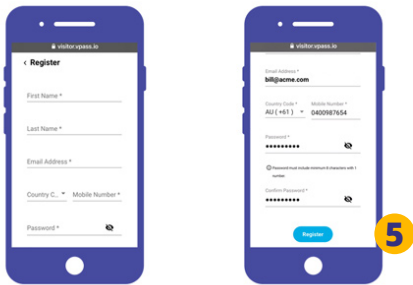 visitor.vpass.io
Register
First Name *
Last Name *
Email Address *
Country C... Mobile Number *
Password *
visitor.vpass.io
Email Address *
bill@acme.com
Country Code * Mobile Number *
AU ( +61 ) 0400987654
Password *
•••••••••
Password must include minimum 8 characters with 1
number.
Confirm Password *
•••••••••
Register
5